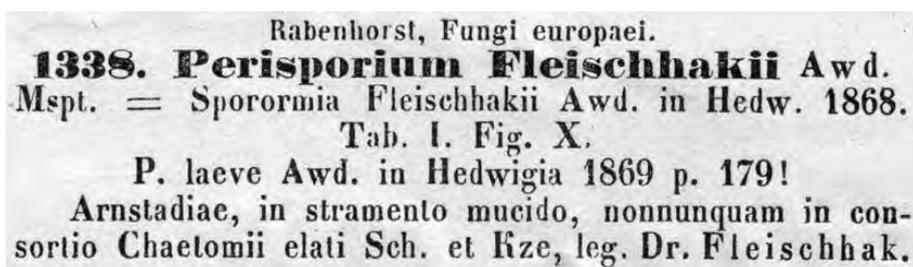 Rabenhorst, Fungi europaei.
1338. Perisporium Fleischhakii Awd.
Mspt. = Sporormia Fleischhakii Awd. in Hedw. 1868.
Tab. I. Fig. X.
P. laeve Awd. in Hedwigia 1869 p. 179!
Arnstadiae, in stramento mucido, nonnunquam in con-
sortio Chaetomii elati Sch. et Kze, leg. Dr. Fleischhak.